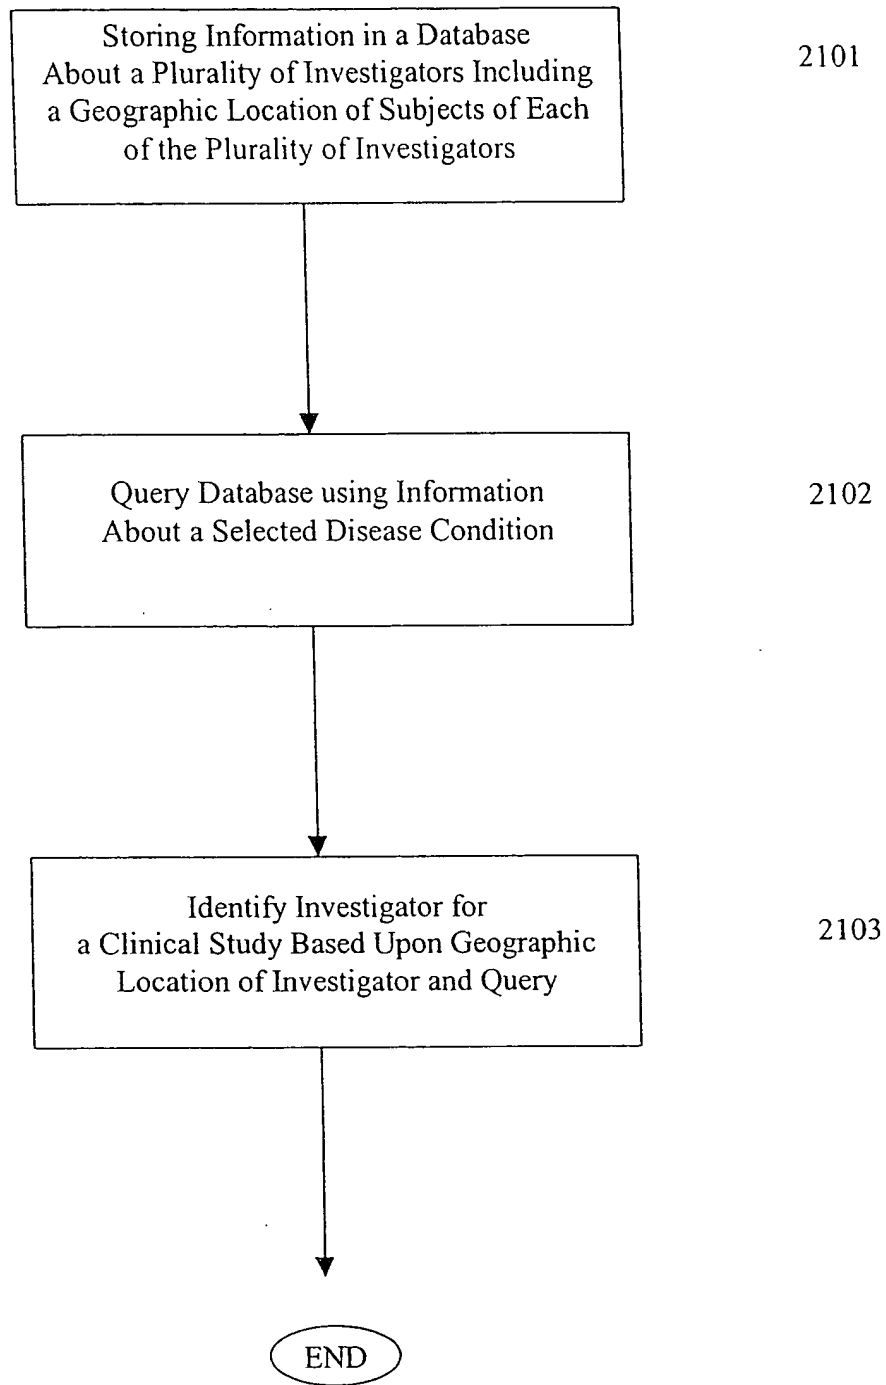 Storing Information in a Database
About a Plurality of Investigators Including
a Geographic Location of Subjects of Each
of the Plurality of Investigators
2101
Query Database using Information
About a Selected Disease Condition
2102
Identify Investigator for
a Clinical Study Based Upon Geographic
Location of Investigator and Query
2103
END